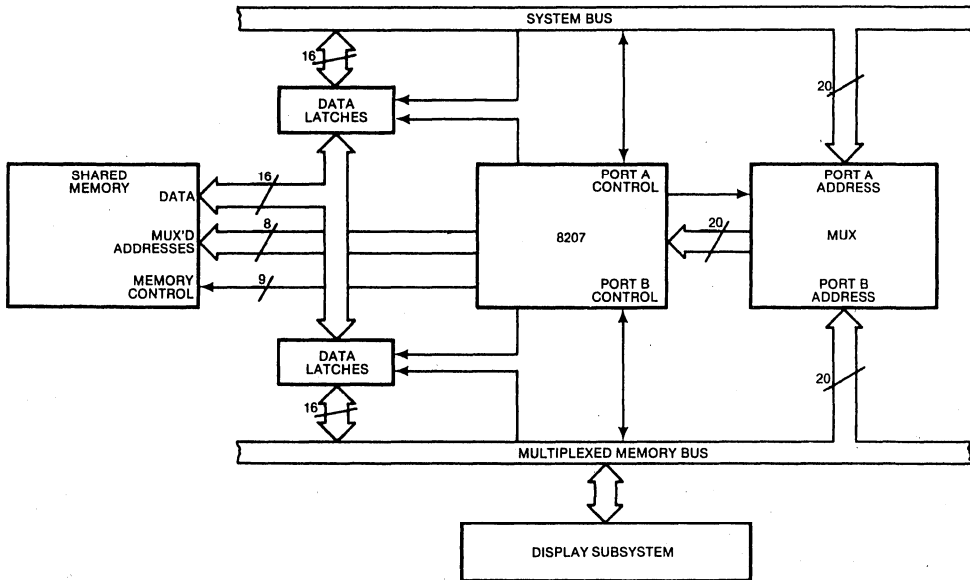 SYSTEM BUS
16
20
DATA
LATCHES
SHARED
MEMORY
DATA
16
MUX'D
ADDRESSES
8
MEMORY
CONTROL
9
PORT A
CONTROL
8207
PORT B
CONTROL
20
PORT A
ADDRESS
MUX
PORT B
ADDRESS
DATA
LATCHES
16
20
MULTIPLEXED MEMORY BUS
DISPLAY SUBSYSTEM